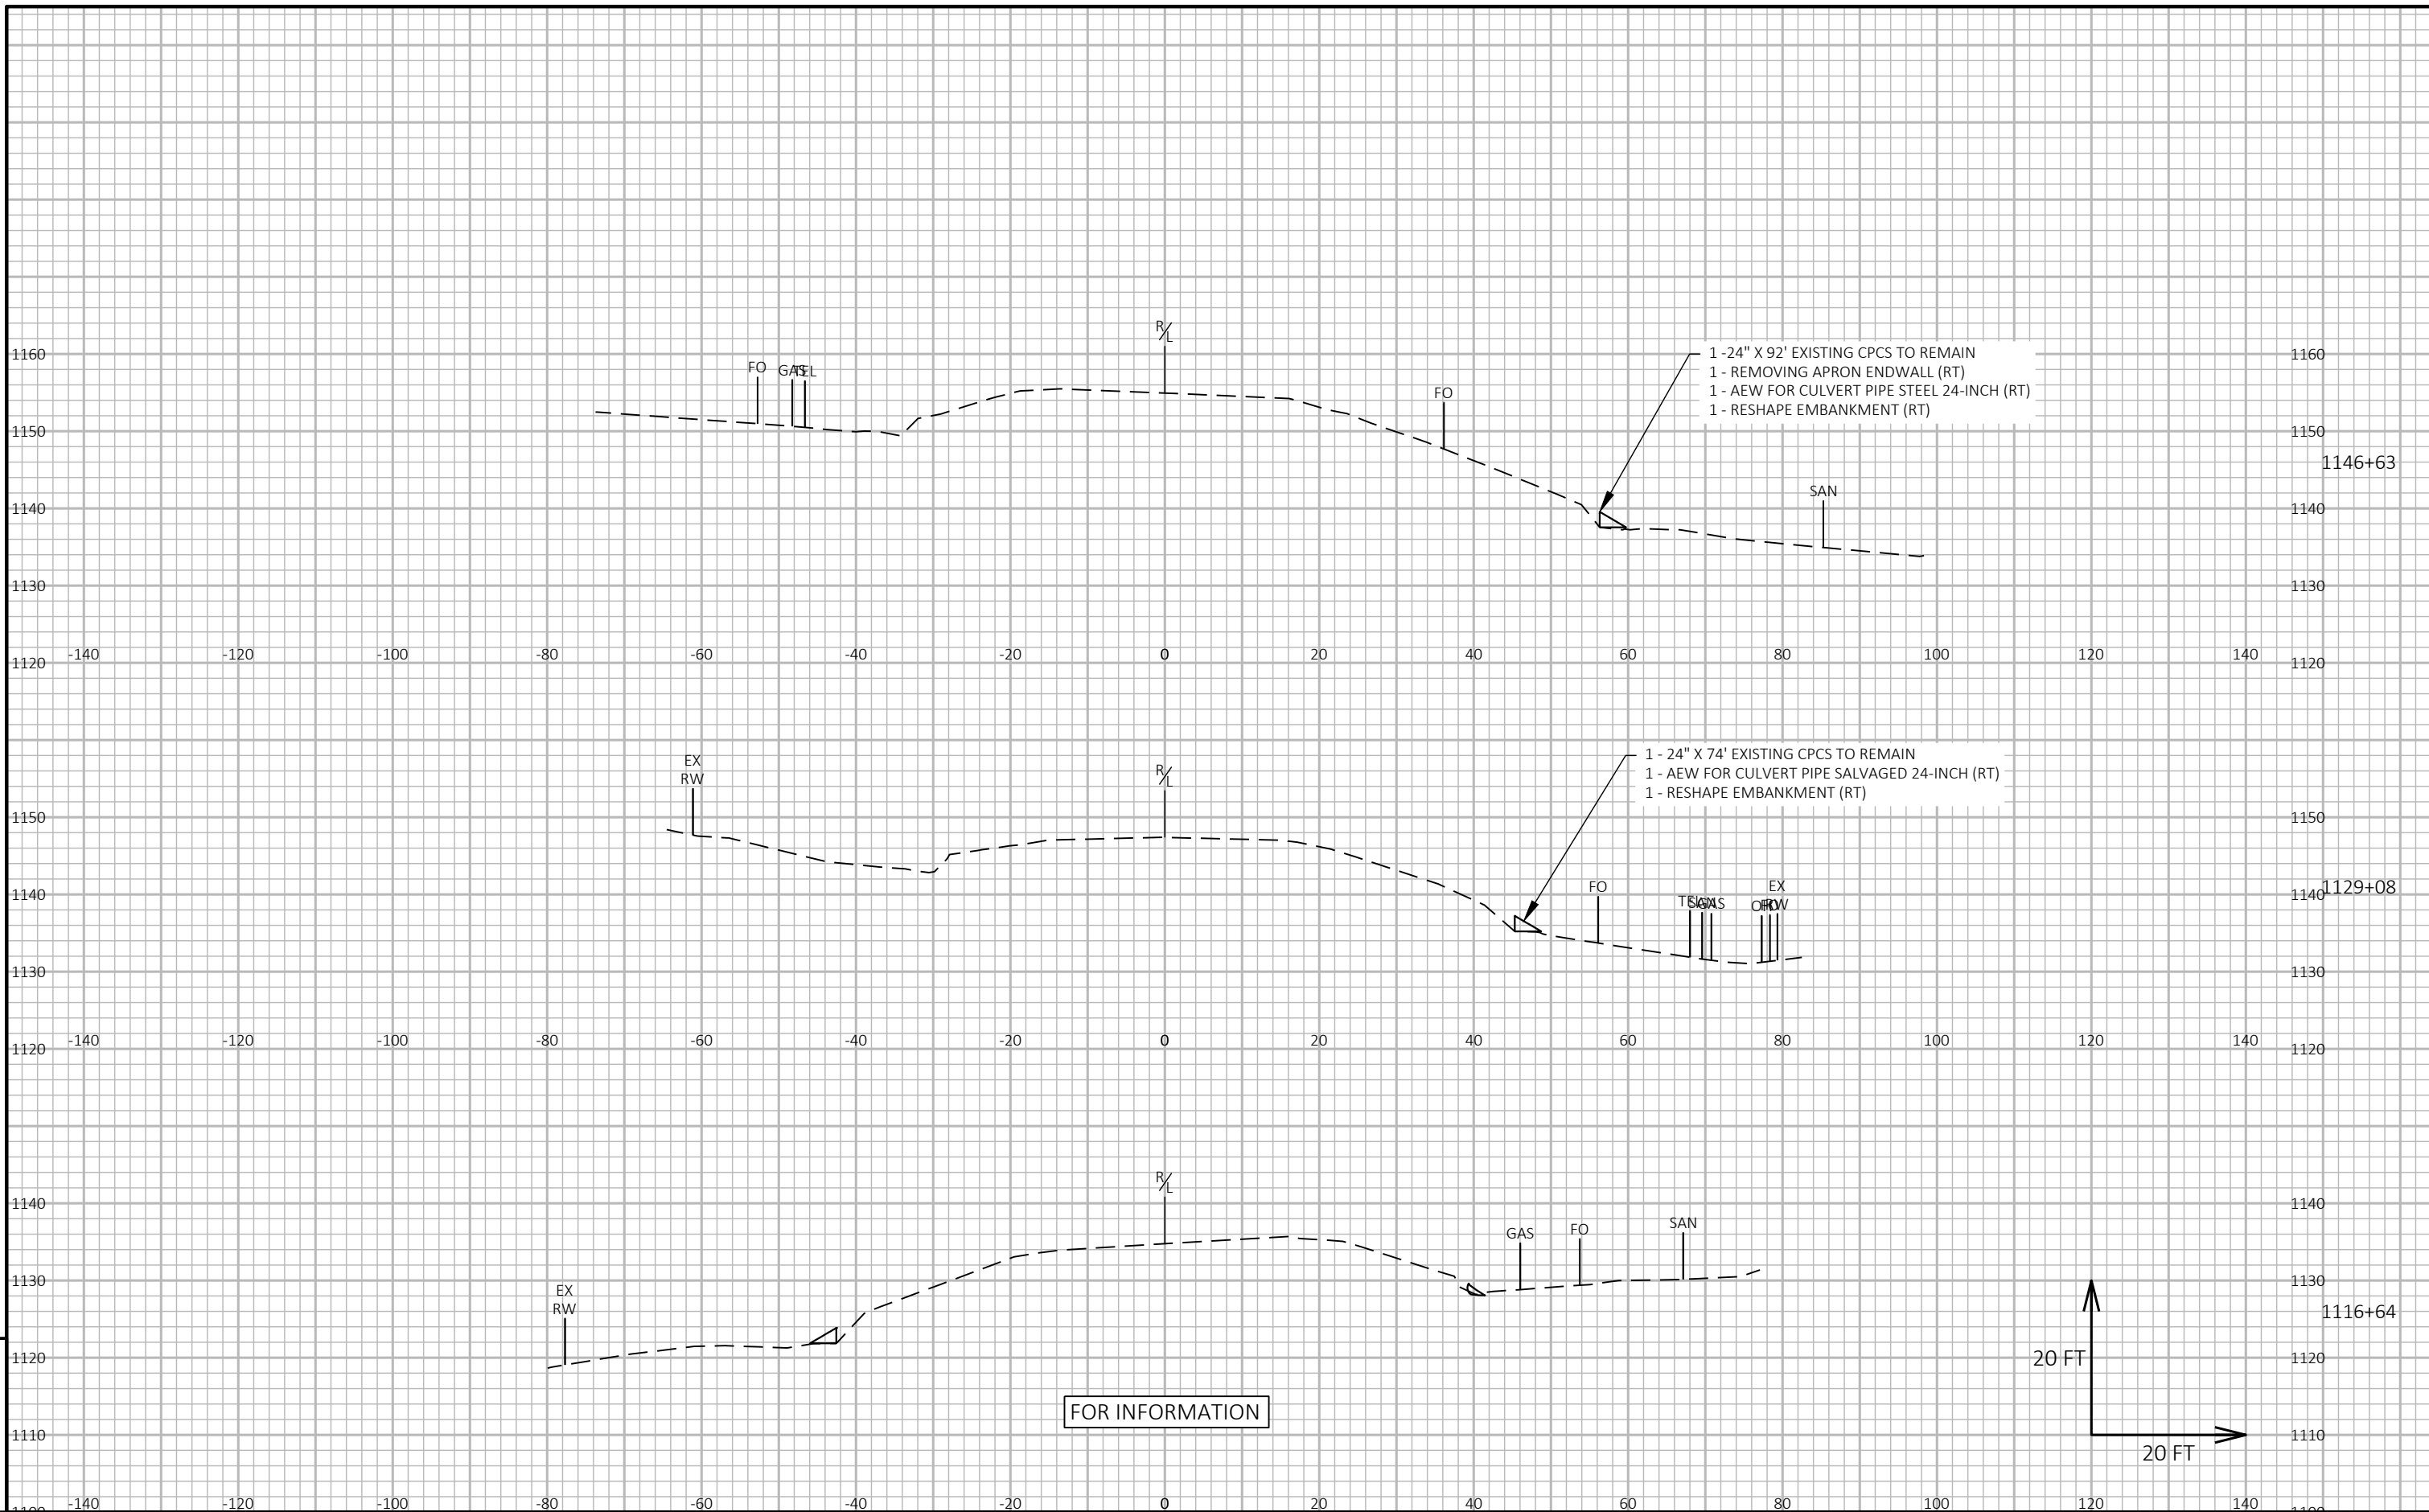 R/L
1160
FO
GAS
TEL
FO
1 -24" X 92' EXISTING CPCS TO REMAIN
1 - REMOVING APRON ENDWALL (RT)
1 - AEW FOR CULVERT PIPE STEEL 24-INCH (RT)
1 - RESHAPE EMBANKMENT (RT)
1160
1150
1150
1146+63
1140
SAN
1140
1130
1130
1120
-140
-120
-100
-80
-60
-40
-20
0
20
40
60
80
100
120
140
1120
EX
RW
R/L
1 - 24" X 74' EXISTING CPCS TO REMAIN
1 - AEW FOR CULVERT PIPE SALVAGED 24-INCH (RT)
1 - RESHAPE EMBANKMENT (RT)
1150
1150
1140
FO
TEL
SAN
GAS
EX
RW
1140
1129+08
1130
1130
1120
-140
-120
-100
-80
-60
-40
-20
0
20
40
60
80
100
120
140
1120
R/L
1140
1140
GAS
FO
SAN
1130
EX
RW
1130
1116+64
1120
20 FT
1120
FOR INFORMATION
1110
20 FT
1110
-140
-120
-100
-80
-60
-40
-20
0
20
40
60
80
100
120
140